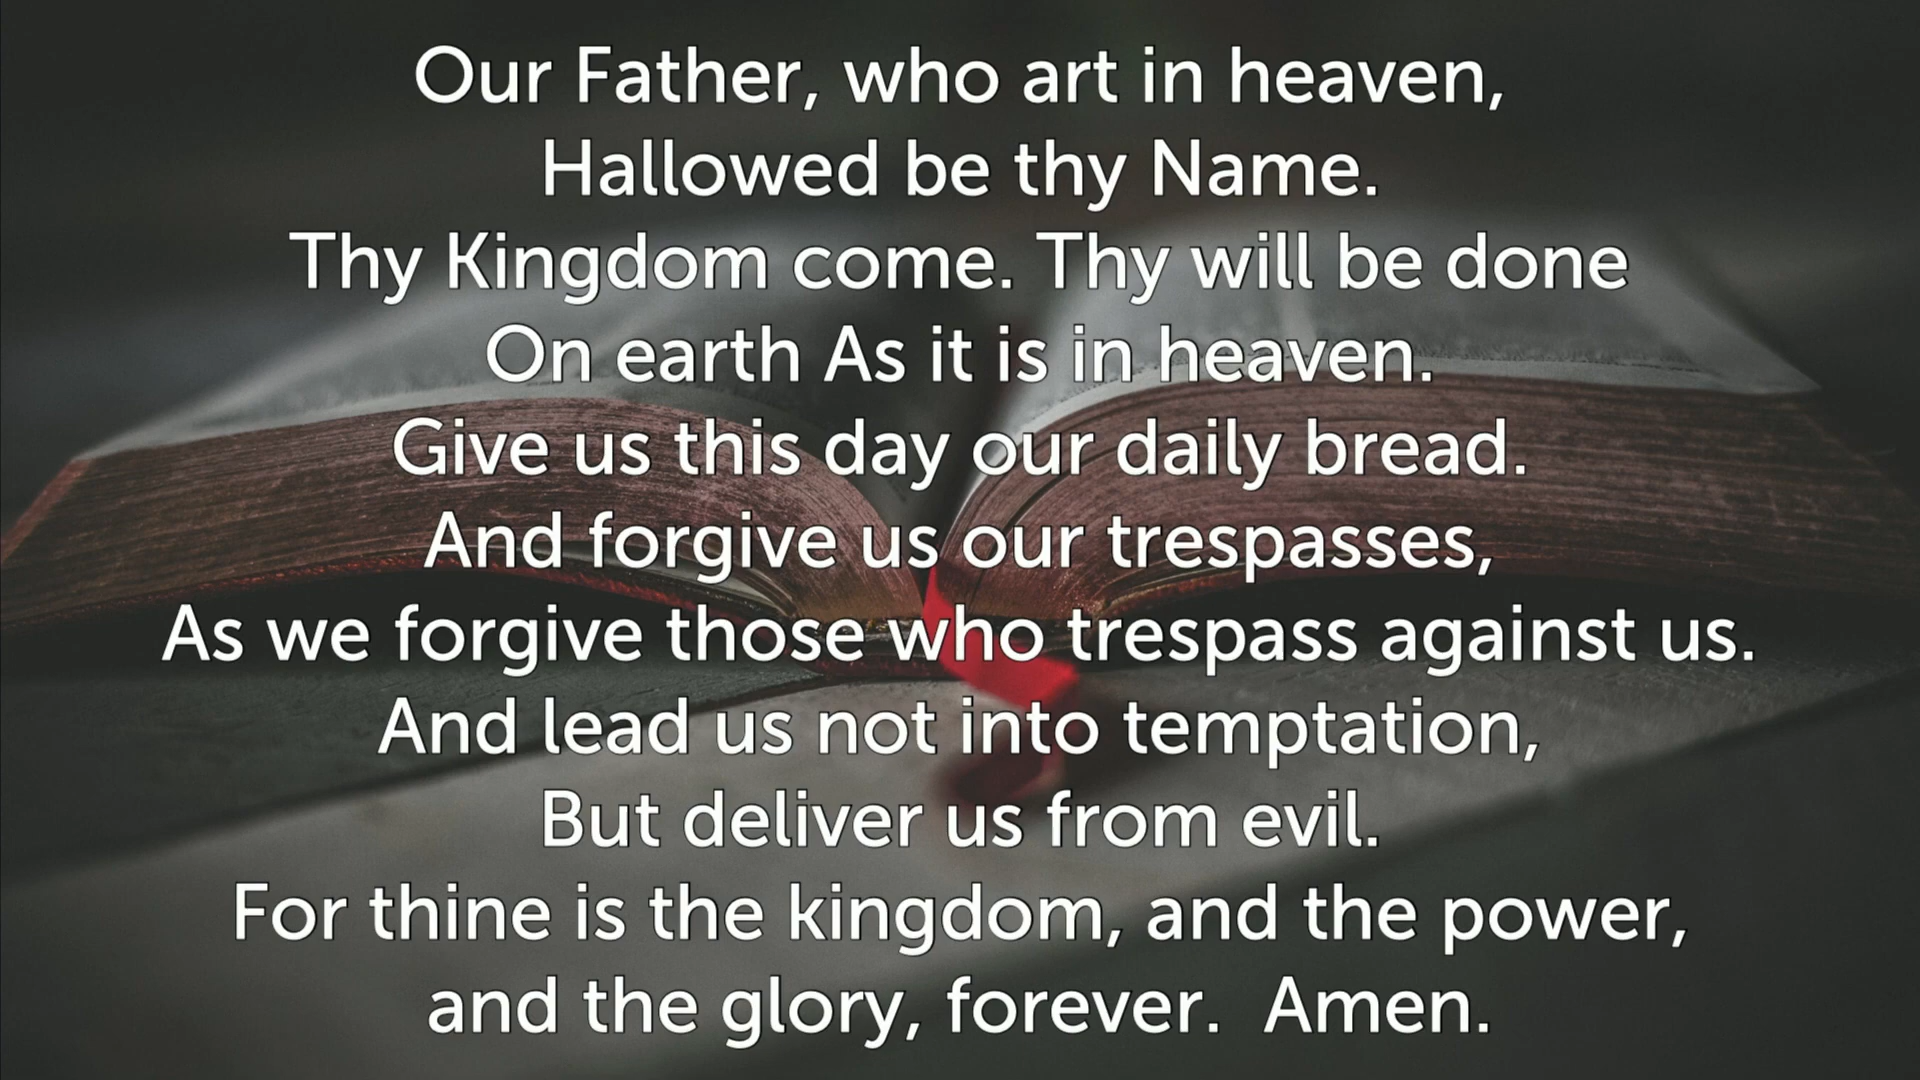 Our Father, who art in heaven,
Hallowed be thy Name.
Thy Kingdom come. Thy will be done
On earth As it is in heaven.
Give us this day our daily bread.
And forgive us our trespasses,
As we forgive those who trespass against us.
And lead us not into temptation,
But deliver us from evil.
For thine is the kingdom, and the power,
and the glory, forever.  Amen.